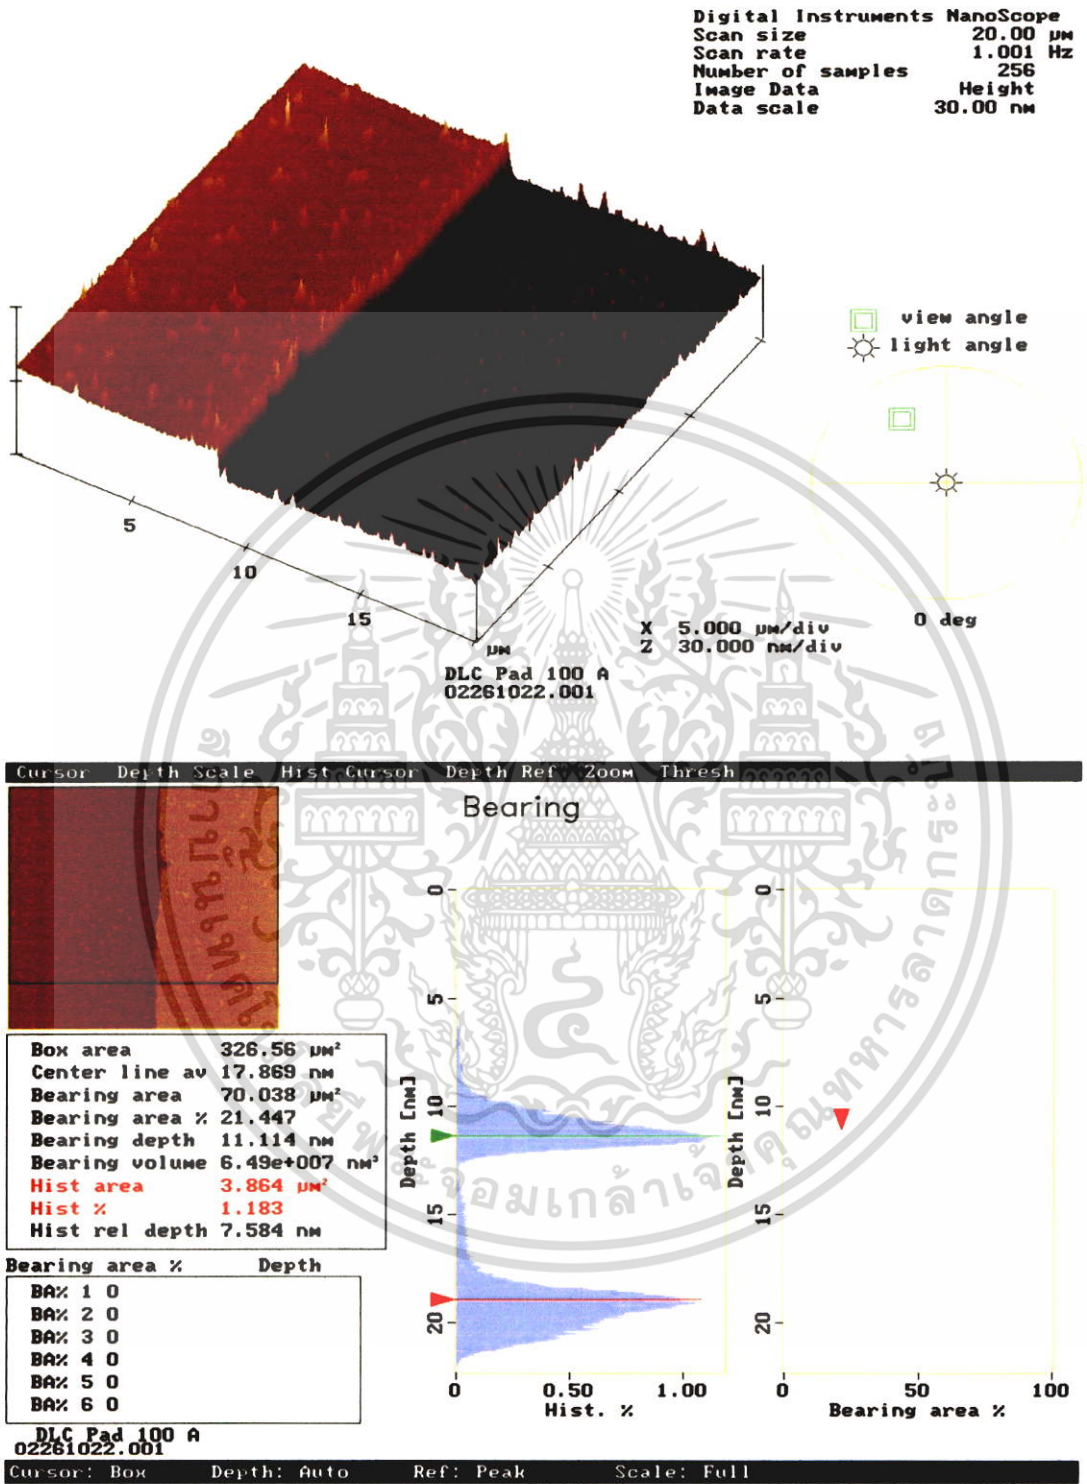 Digital Instruments NanoScope
Scan size 20.00 µm
Scan rate 1.001 Hz
Number of samples 256
Image Data Height
Data scale 30.00 nm
view angle
light angle
0 deg
5
10
15
µm
X 5.000 µm/div
Z 30.000 nm/div
DLC Pad 100 A
02261022.001
Cursor Depth Scale Hist Cursor Depth Ref Zoom Thresh
Bearing
Box area 326.56 µm²
Center line av 17.869 nm
Bearing area 70.038 µm²
Bearing area % 21.447
Bearing depth 11.114 nm
Bearing volume 6.49e+007 nm³
Hist area 3.864 µm²
Hist % 1.183
Hist rel depth 7.584 nm
Bearing area % Depth
BA% 1 0
BA% 2 0
BA% 3 0
BA% 4 0
BA% 5 0
BA% 6 0
DLC Pad 100 A
02261022.001
0
5
10
15
20
Depth [nm]
0 0.50 1.00
Hist. %
0
5
10
15
20
Depth [nm]
0 50 100
Bearing area %
Cursor: Box Depth: Auto Ref: Peak Scale: Full